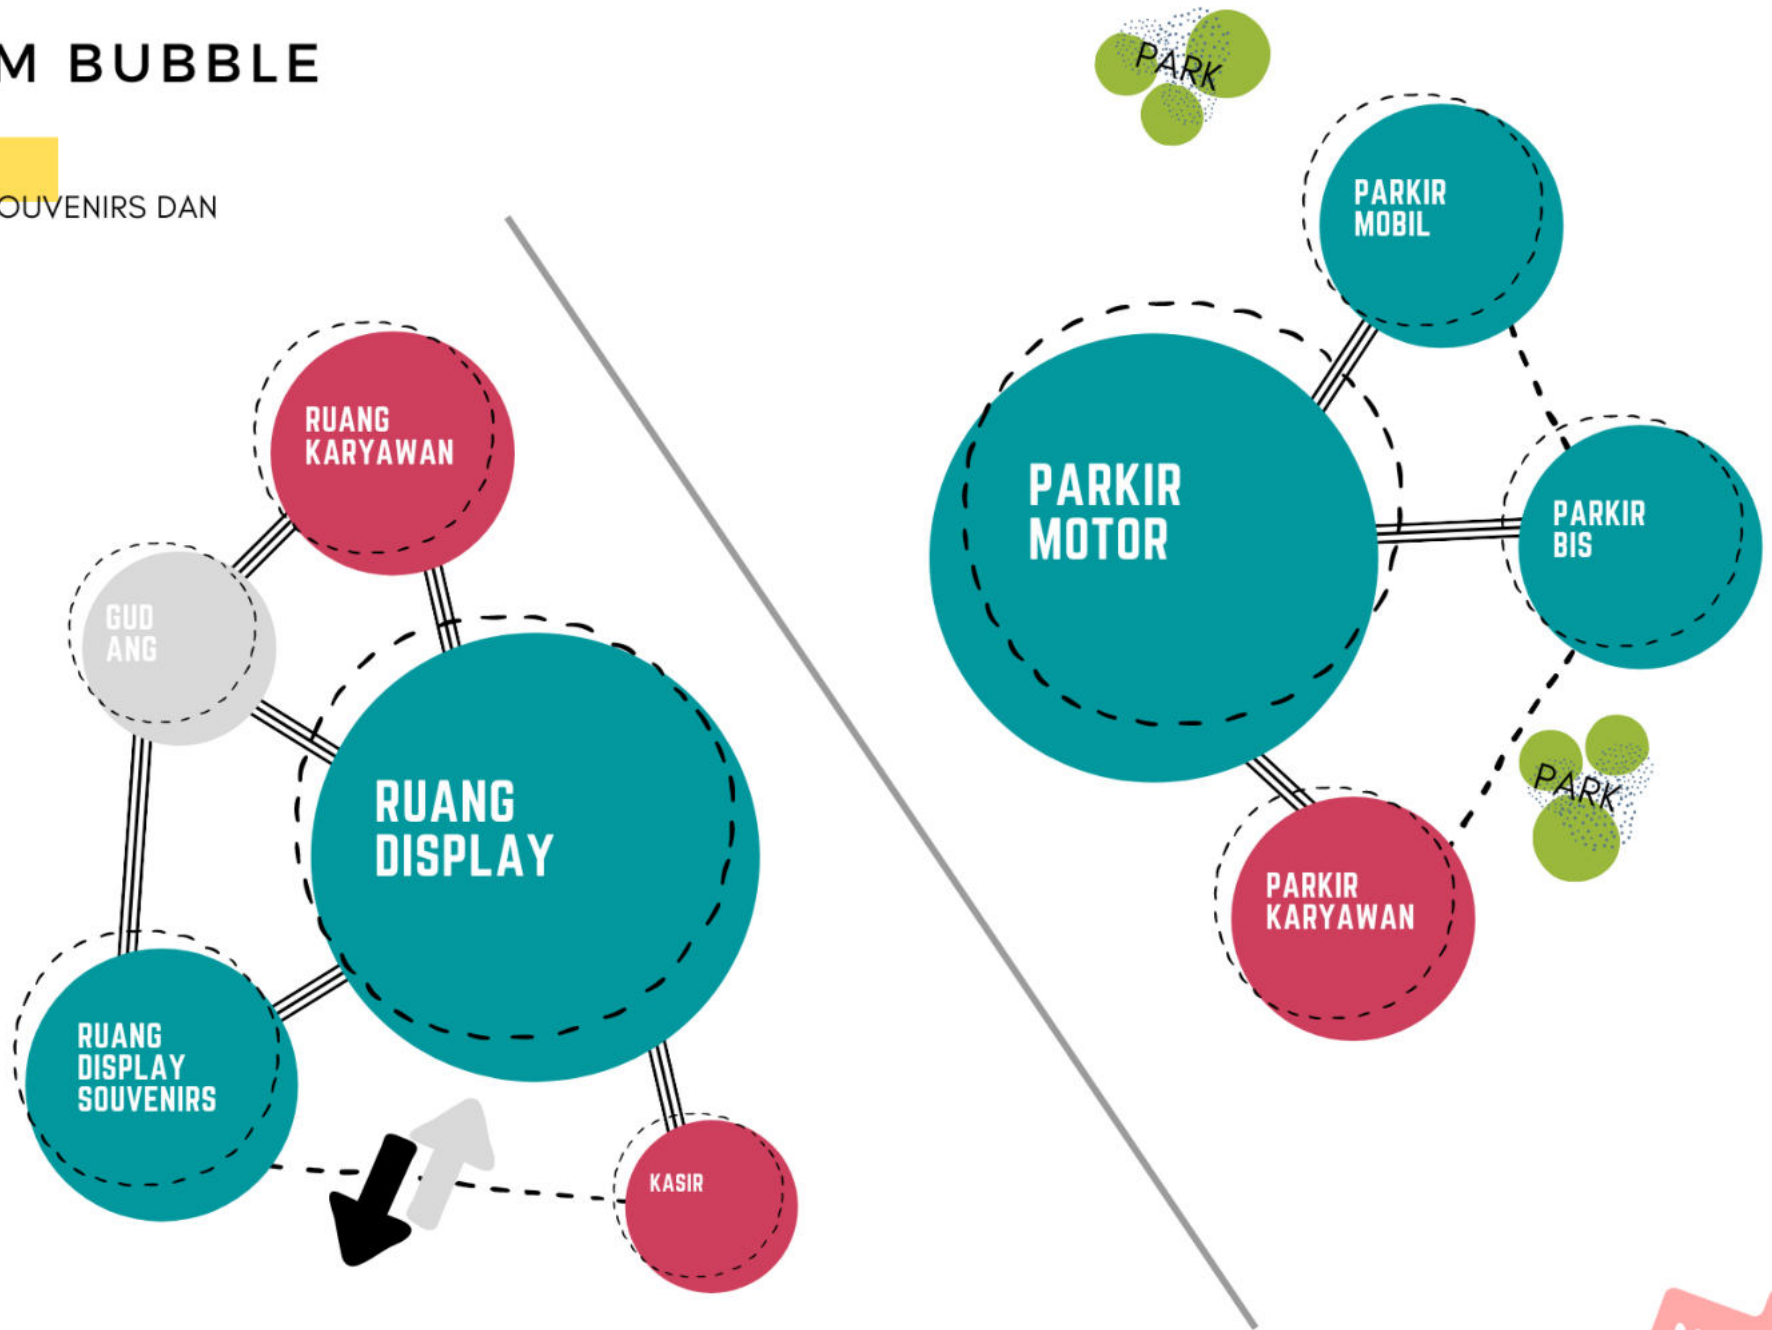 M BUBBLE
OUVENIRS DAN
RUANG
KARYAWAN
GUD
ANG
RUANG
DISPLAY
RUANG
DISPLAY
SOUVENIRS
KASIR
PARK
PARKIR
MOBIL
PARKIR
MOTOR
PARKIR
BIS
PARK
PARKIR
KARYAWAN